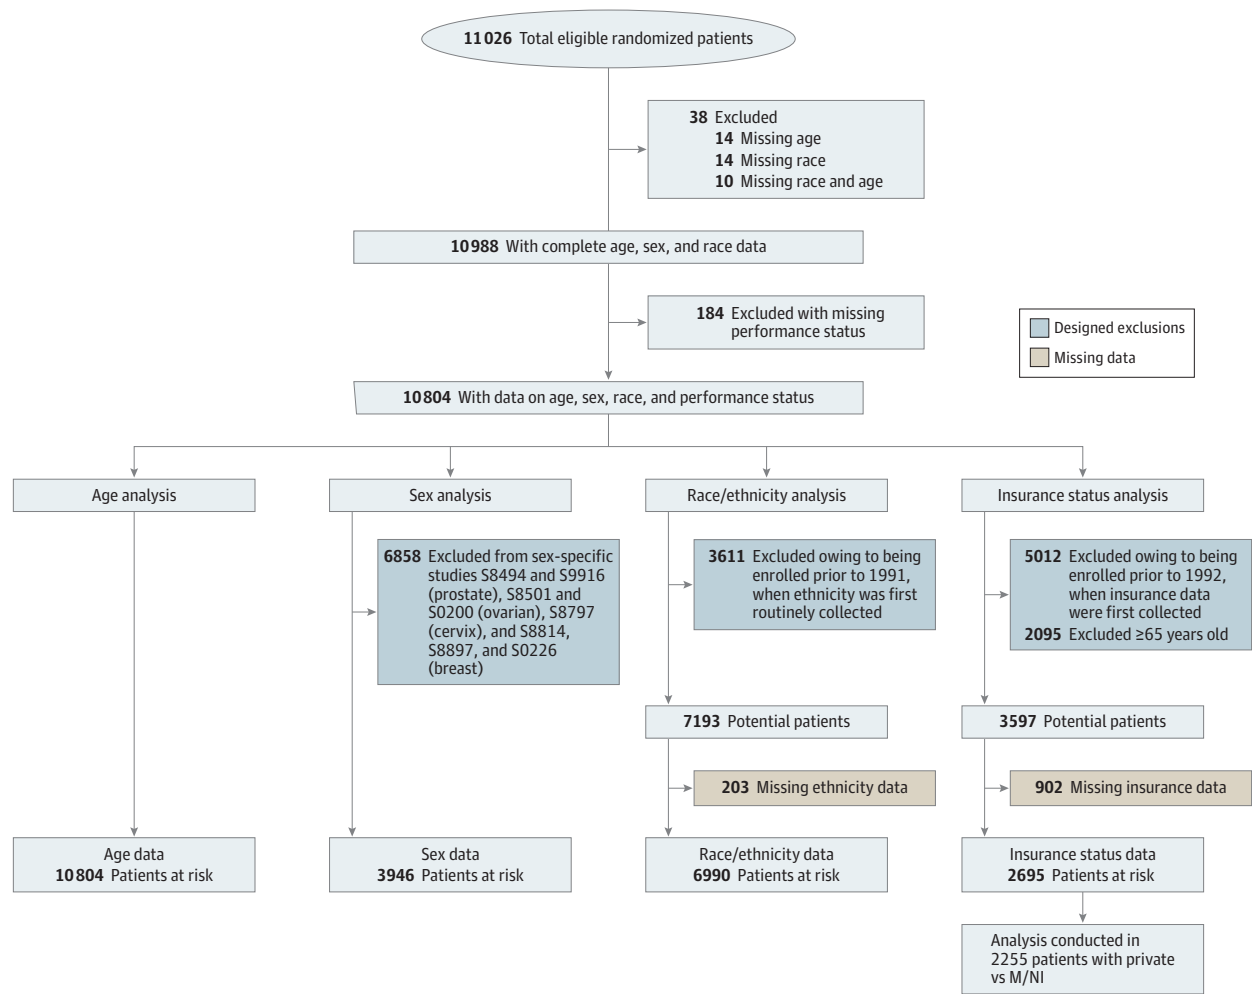 11026 Total eligible randomized patients
38 Excluded
14 Missing age
14 Missing race
10 Missing race and age
10988 With complete age, sex, and race data
184 Excluded with missing
performance status
Designed exclusions
Missing data
10804 With data on age, sex, race, and performance status
Age analysis
Sex analysis
Race/ethnicity analysis
Insurance status analysis
6858 Excluded from sex-specific
studies S8494 and S9916
(prostate), S8501 and
S0200 (ovarian), S8797
(cervix), and S8814,
S8897, and S0226
(breast)
3611 Excluded owing to being
enrolled prior to 1991,
when ethnicity was first
routinely collected
5012 Excluded owing to being
enrolled prior to 1992,
when insurance data
were first collected
2095 Excluded ≥65 years old
7193 Potential patients
3597 Potential patients
203 Missing ethnicity data
902 Missing insurance data
Age data
10804 Patients at risk
Sex data
3946 Patients at risk
Race/ethnicity data
6990 Patients at risk
Insurance status data
2695 Patients at risk
Analysis conducted in
2255 patients with private
vs M/NI